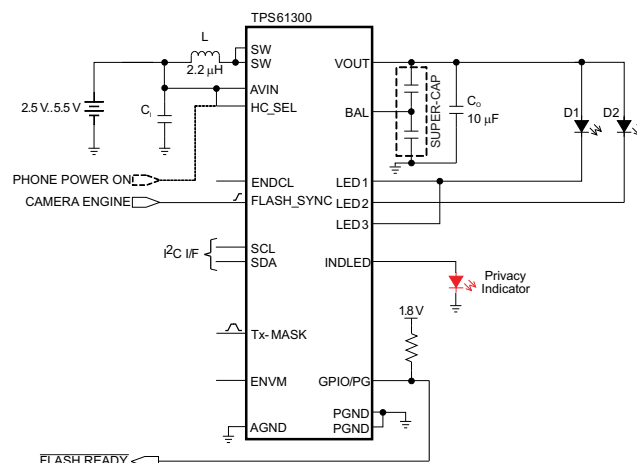 TPS61300
L
2.2 μH
SW
SW
AVIN
HC_SEL
2.5 V..5.5 V
CI
PHONE POWER ON
CAMERA ENGINE
ENDCL
FLASH_SYNC
I2C I/F
SCL
SDA
Tx-MASK
ENVM
AGND
FLASH READY
VOUT
BAL
SUPER-CAP
CO
10 μF
D1
D2
LED1
LED2
LED3
INDLED
Privacy
Indicator
1.8 V
GPIO/PG
PGND
PGND